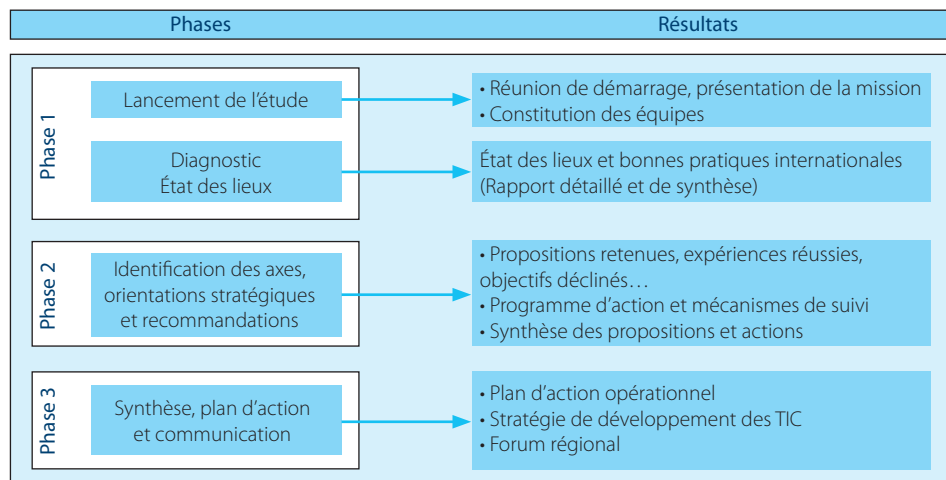 Phases
Résultats
Phase 1
Lancement de l'étude
• Réunion de démarrage, présentation de la mission
• Constitution des équipes
Diagnostic
État des lieux
État des lieux et bonnes pratiques internationales
(Rapport détaillé et de synthèse)
Phase 2
Identification des axes,
orientations stratégiques
et recommandations
• Propositions retenues, expériences réussies,
objectifs déclinés…
• Programme d'action et mécanismes de suivi
• Synthèse des propositions et actions
Phase 3
Synthèse, plan d'action
et communication
• Plan d'action opérationnel
• Stratégie de développement des TIC
• Forum régional